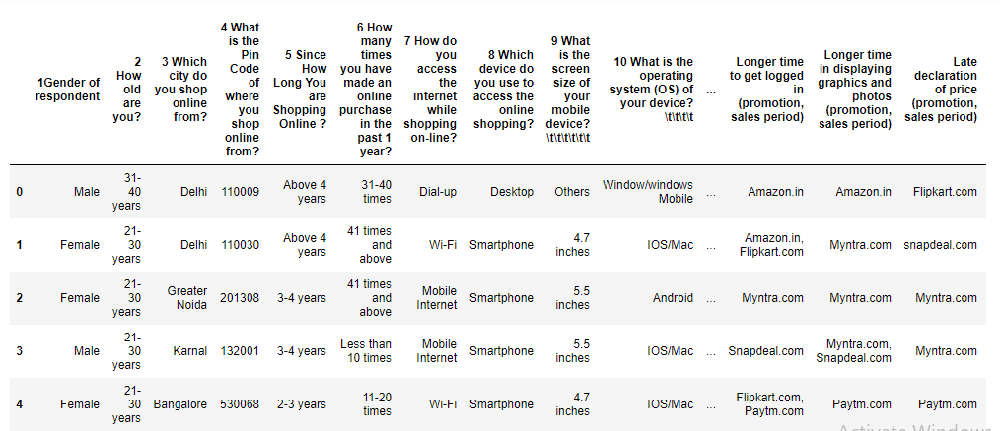 1Gender of respondent | 2 How old are you? | 3 Which city do you shop online from? | 4 What is the Pin Code of where you shop online from? | 5 Since How Long You are Shopping Online ? | 6 How many times you have made an online purchase in the past 1 year? | 7 How do you access the internet while shopping on-line? | 8 Which device do you use to access the online shopping? | 9 What is the screen size of your mobile device? \t\t\t\t\t\t | 10 What is the operating system (OS) of your device? \t\t\t\t | ... | Longer time to get logged in (promotion, sales period) | Longer time in displaying graphics and photos (promotion, sales period) | Late declaration of price (promotion, sales period)
0 | Male | 31-40 years | Delhi | 110009 | Above 4 years | 31-40 times | Dial-up | Desktop | Others | Window/windows Mobile | ... | Amazon.in | Amazon.in | Flipkart.com
1 | Female | 21-30 years | Delhi | 110030 | Above 4 years | 41 times and above | Wi-Fi | Smartphone | 4.7 inches | IOS/Mac | ... | Amazon.in, Flipkart.com | Myntra.com | snapdeal.com
2 | Female | 21-30 years | Greater Noida | 201308 | 3-4 years | 41 times and above | Mobile Internet | Smartphone | 5.5 inches | Android | ... | Myntra.com | Myntra.com | Myntra.com
3 | Male | 21-30 years | Karnal | 132001 | 3-4 years | Less than 10 times | Mobile Internet | Smartphone | 5.5 inches | IOS/Mac | ... | Snapdeal.com | Myntra.com, Snapdeal.com | Myntra.com
4 | Female | 21-30 years | Bangalore | 530068 | 2-3 years | 11-20 times | Wi-Fi | Smartphone | 4.7 inches | IOS/Mac | ... | Flipkart.com, Paytm.com | Paytm.com | Paytm.com
Activate Windows